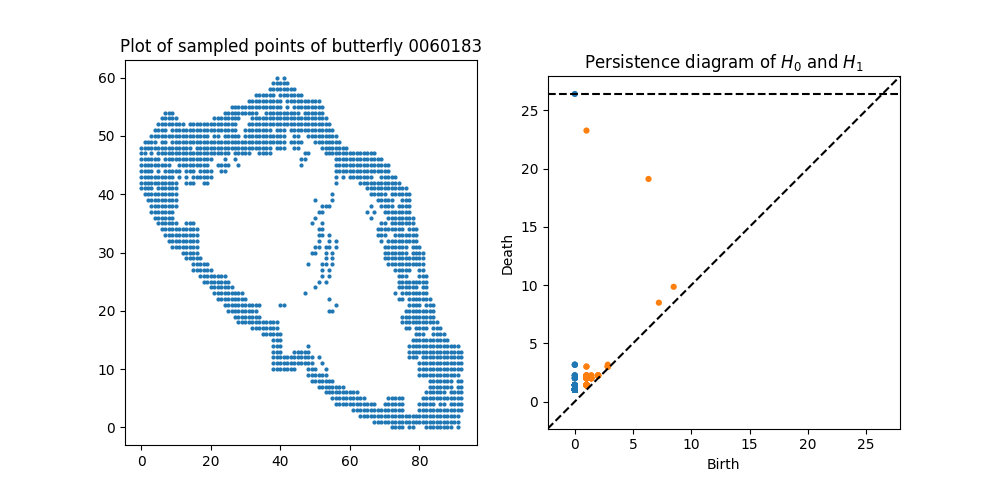 Plot of sampled points of butterfly 0060183
60
50
40
30
20
10
0
0 20 40 60 80
Persistence diagram of H₀ and H₁
Death
25
20
15
10
5
0
0 5 10 15 20 25
Birth